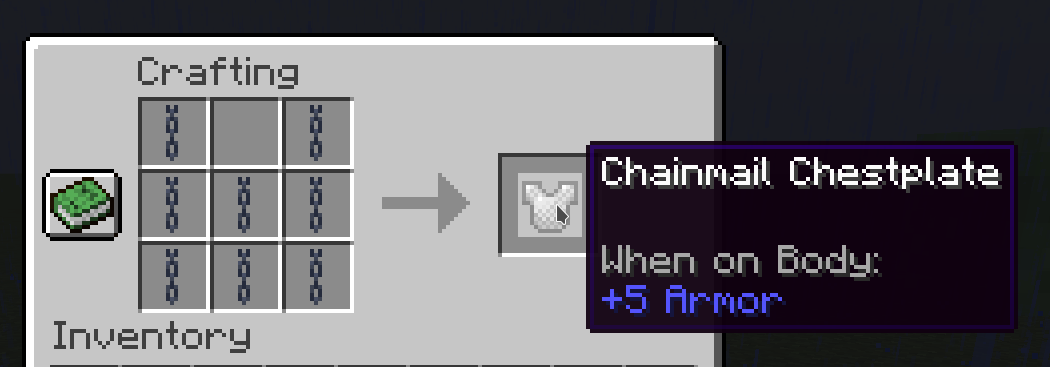 Crafting
Chainmail Chestplate
When on Body:
+5 Armor
Inventory